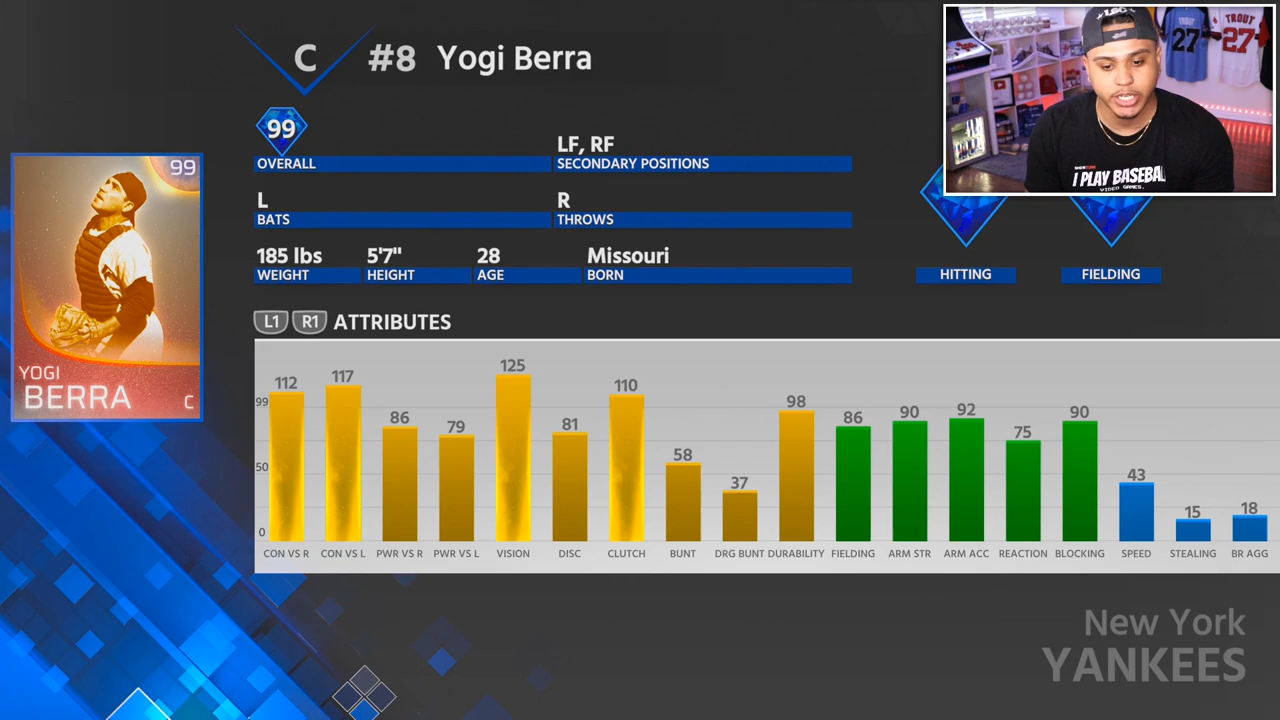 C #8 Yogi Berra
99
OVERALL
LF, RF
SECONDARY POSITIONS
L
BATS
R
THROWS
185 lbs 5'7" 28 Missouri
WEIGHT HEIGHT AGE BORN
HITTING FIELDING
99
YOGI
BERRA C
L1 R1 ATTRIBUTES
112 117 86 79 125 81 110 58 37 98 86 90 92 75 90 43 15 18
99
50
0
CON VS R CON VS L PWR VS R PWR VS L VISION DISC CLUTCH BUNT DRG BUNT DURABILITY FIELDING ARM STR ARM ACC REACTION BLOCKING SPEED STEALING BR AGG
New York
YANKEES
TROUT
27
TROUT
27
I PLAY BASEBAL
VIDEO GAMES.